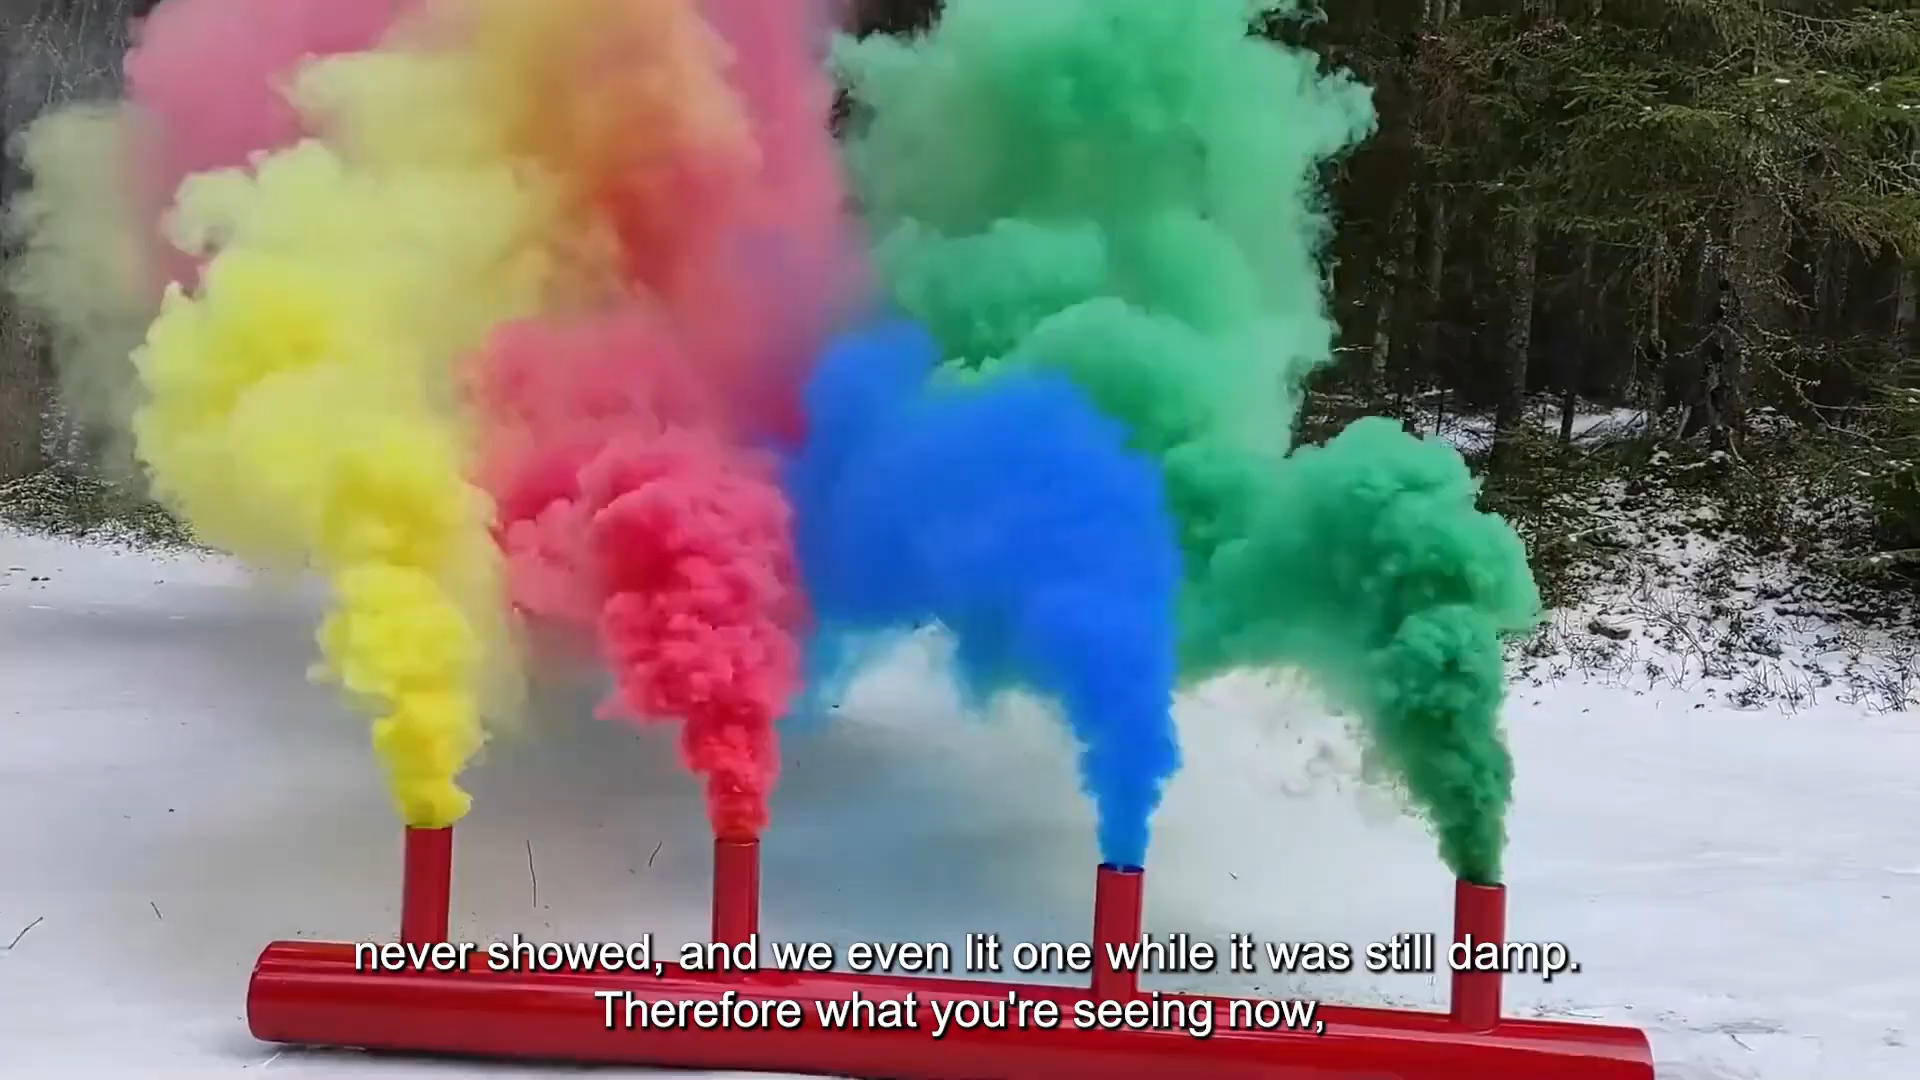 never showed, and we even lit one while it was still damp.
Therefore what you're seeing now,